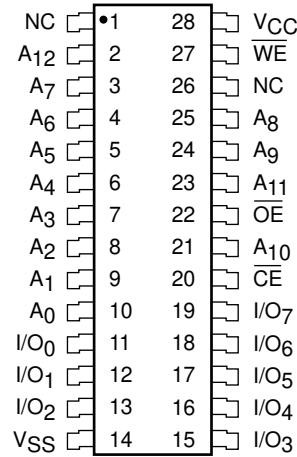 NC 1 28 VCC
A12 2 27 WE
A7 3 26 NC
A6 4 25 A8
A5 5 24 A9
A4 6 23 A11
A3 7 22 OE
A2 8 21 A10
A1 9 20 CE
A0 10 19 I/O7
I/O0 11 18 I/O6
I/O1 12 17 I/O5
I/O2 13 16 I/O4
VSS 14 15 I/O3